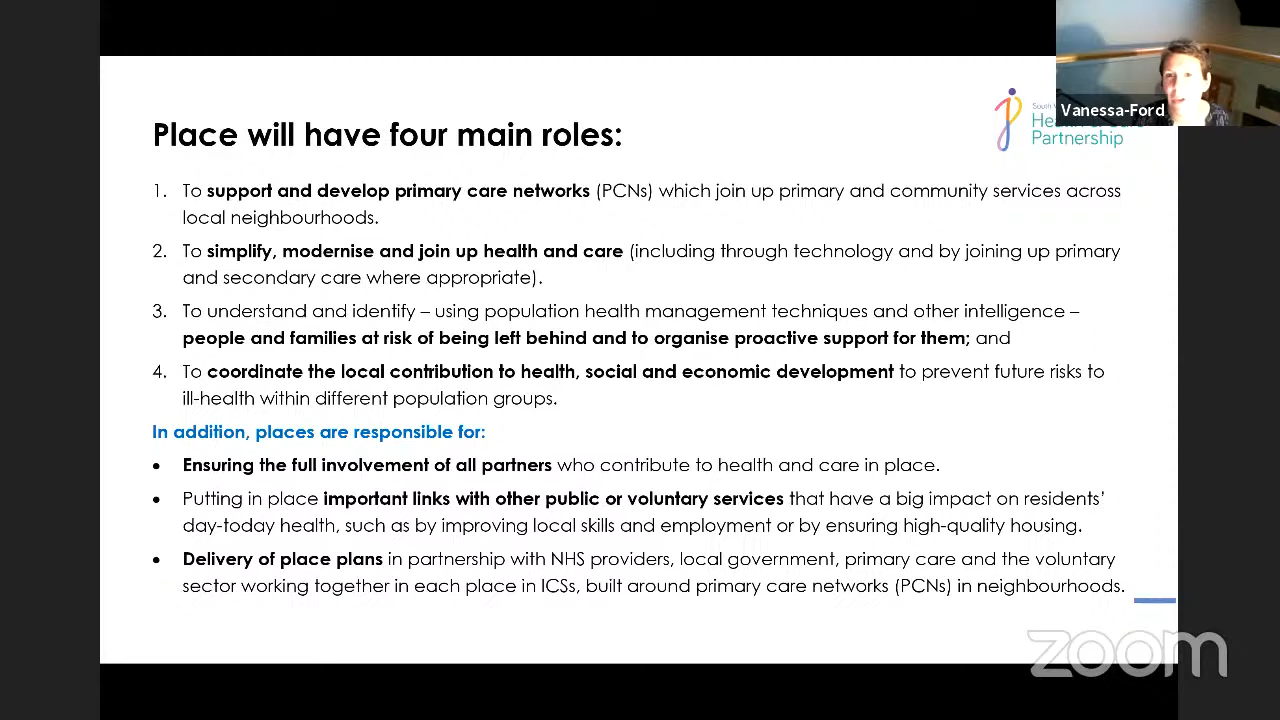 Vanessa-Ford
South W
Partnership
Place will have four main roles:
1. To support and develop primary care networks (PCNs) which join up primary and community services across
local neighbourhoods.
2. To simplify, modernise and join up health and care (including through technology and by joining up primary
and secondary care where appropriate).
3. To understand and identify – using population health management techniques and other intelligence –
people and families at risk of being left behind and to organise proactive support for them; and
4. To coordinate the local contribution to health, social and economic development to prevent future risks to
ill-health within different population groups.
In addition, places are responsible for:
• Ensuring the full involvement of all partners who contribute to health and care in place.
• Putting in place important links with other public or voluntary services that have a big impact on residents’
day-today health, such as by improving local skills and employment or by ensuring high-quality housing.
• Delivery of place plans in partnership with NHS providers, local government, primary care and the voluntary
sector working together in each place in ICSs, built around primary care networks (PCNs) in neighbourhoods.
zoom